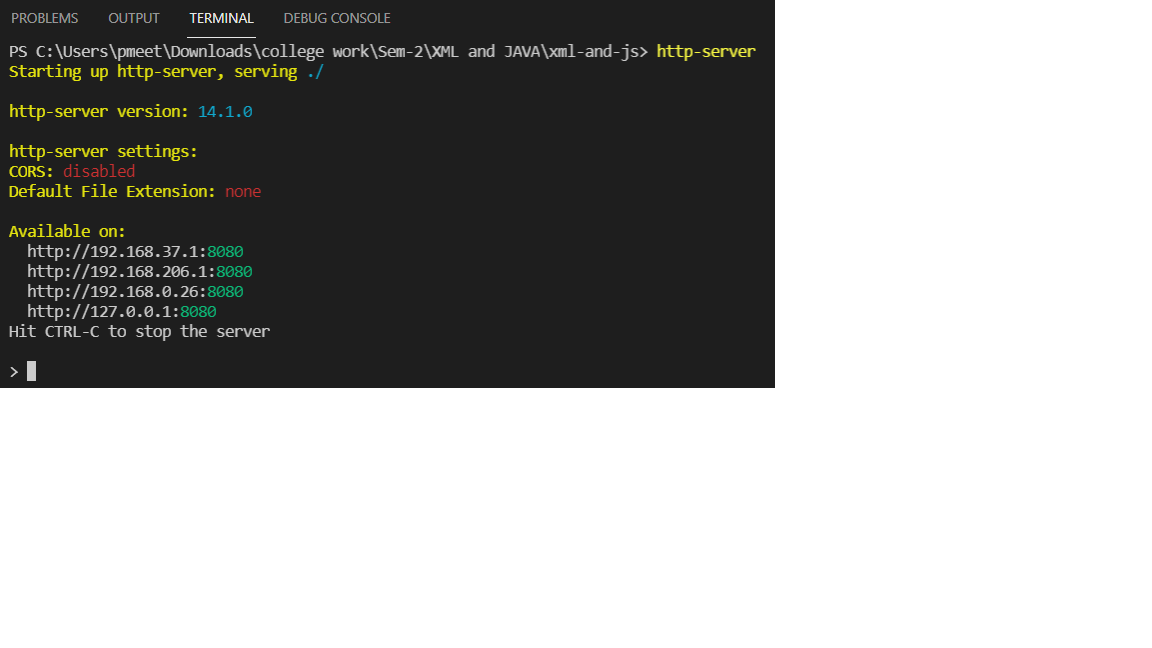 PROBLEMS OUTPUT TERMINAL DEBUG CONSOLE
PS C:\Users\pmeet\Downloads\college work\Sem-2\XML and JAVA\xml-and-js> http-server
Starting up http-server, serving ./
http-server version: 14.1.0
http-server settings:
CORS: disabled
Default File Extension: none
Available on:
http://192.168.37.1:8080
http://192.168.206.1:8080
http://192.168.0.26:8080
http://127.0.0.1:8080
Hit CTRL-C to stop the server
>